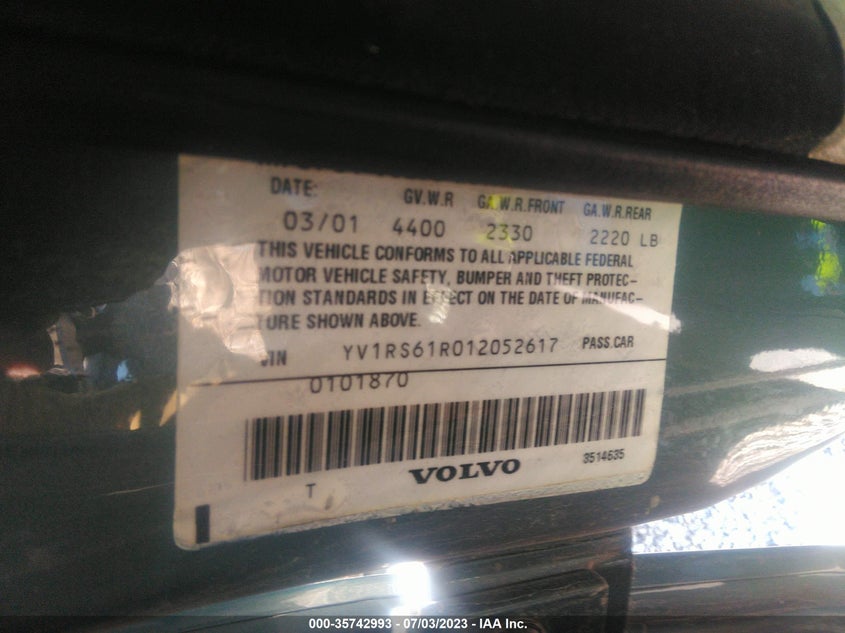 DATE: GV.W.R GA.W.R.FRONT GA.W.R.REAR
03/01 4400 2330 2220 LB
THIS VEHICLE CONFORMS TO ALL APPLICABLE FEDERAL
MOTOR VEHICLE SAFETY, BUMPER AND THEFT PROTEC-
TION STANDARDS IN EFFECT ON THE DATE OF MANUFAC-
TURE SHOWN ABOVE.
VIN YV1RS61R012052617 PASS.CAR
0101870
3514635
T VOLVO
000-35742993 - 07/03/2023 - IAA Inc.